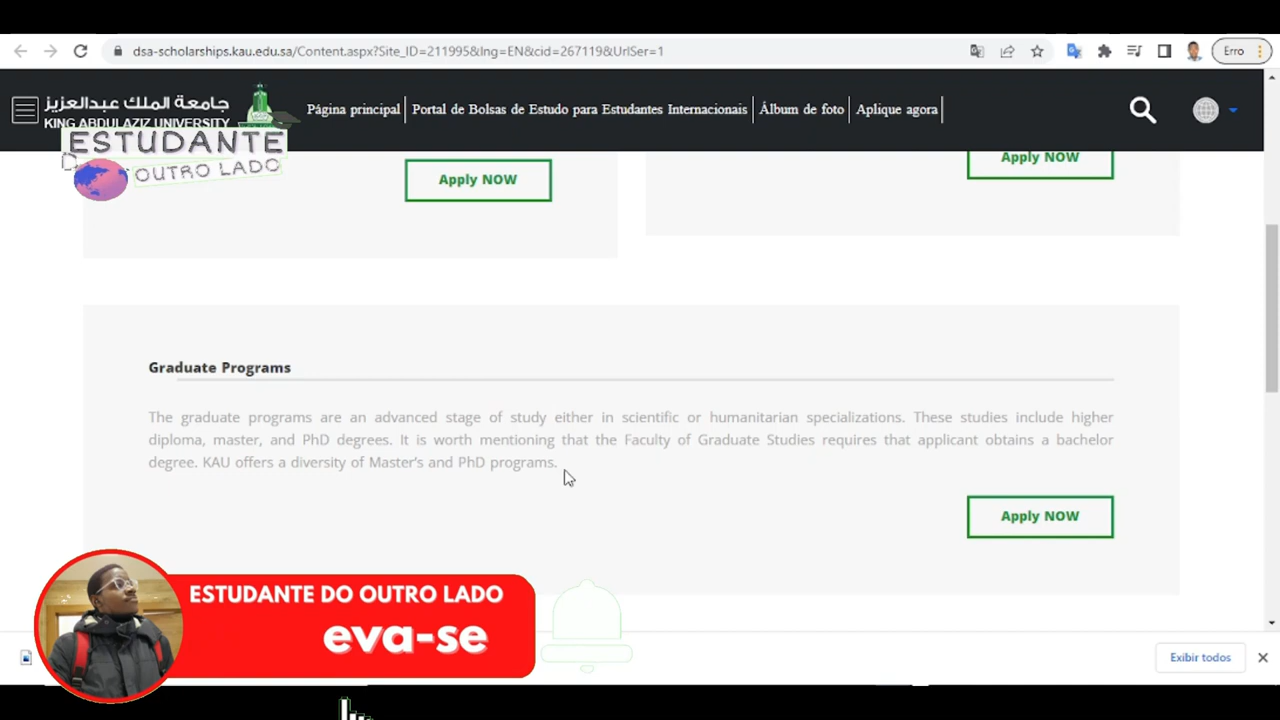 dsa-scholarships.kau.edu.sa/Content.aspx?Site_ID=211995&lng=EN&cid=267119&UrlSer=1
Erro
جامعة الملك عبدالعزيز
KING ABDULAZIZ UNIVERSITY
Página principal
Portal de Bolsas de Estudo para Estudantes Internacionais
Álbum de foto
Aplique agora
ESTUDANTE
DO
OUTRO LADO
Apply NOW
Apply NOW
Graduate Programs
The graduate programs are an advanced stage of study either in scientific or humanitarian specializations. These studies include higher
diploma, master, and PhD degrees. It is worth mentioning that the Faculty of Graduate Studies requires that applicant obtains a bachelor
degree. KAU offers a diversity of Master's and PhD programs.
Apply NOW
ESTUDANTE DO OUTRO LADO
eva-se
Exibir todos